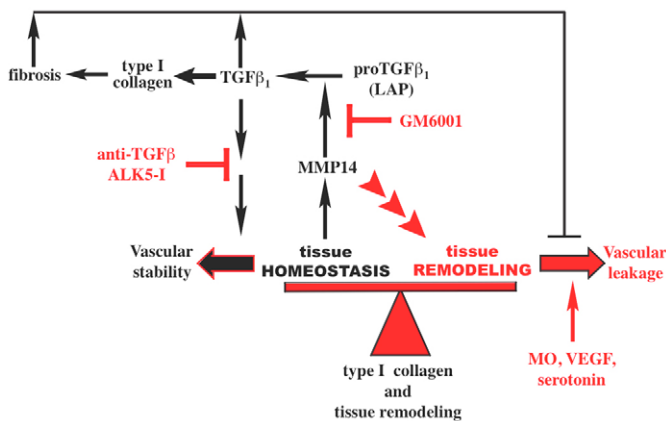 fibrosis
type I
collagen
TGFβ₁
proTGFβ₁
(LAP)
GM6001
anti-TGFβ
ALK5-I
MMP14
Vascular
stability
tissue
HOMEOSTASIS
tissue
REMODELING
Vascular
leakage
MO, VEGF,
serotonin
type I collagen
and
tissue remodeling